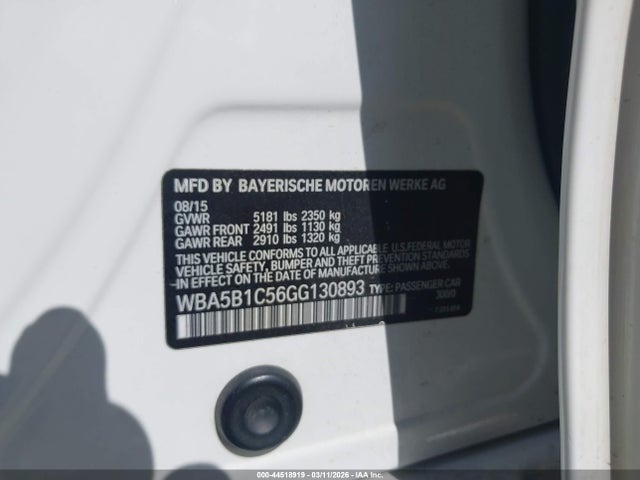 MFD BY BAYERISCHE MOTOREN WERKE AG
08/15
GVWR 5181 lbs 2350 kg
GAWR FRONT 2491 lbs 1130 kg
GAWR REAR 2910 lbs 1320 kg
THIS VEHICLE CONFORMS TO ALL APPLICABLE U.S.FEDERAL MOTOR
VEHICLE SAFETY, BUMPER AND THEFT PREVENTION STANDARDS
IN EFFECT ON THE DATE OF MANUFACTURE SHOWN ABOVE.
WBA5B1C56GG130893 TYPE: PASSENGER CAR
300/0
000-44518919 | 03/11/2026 - IAA Inc.